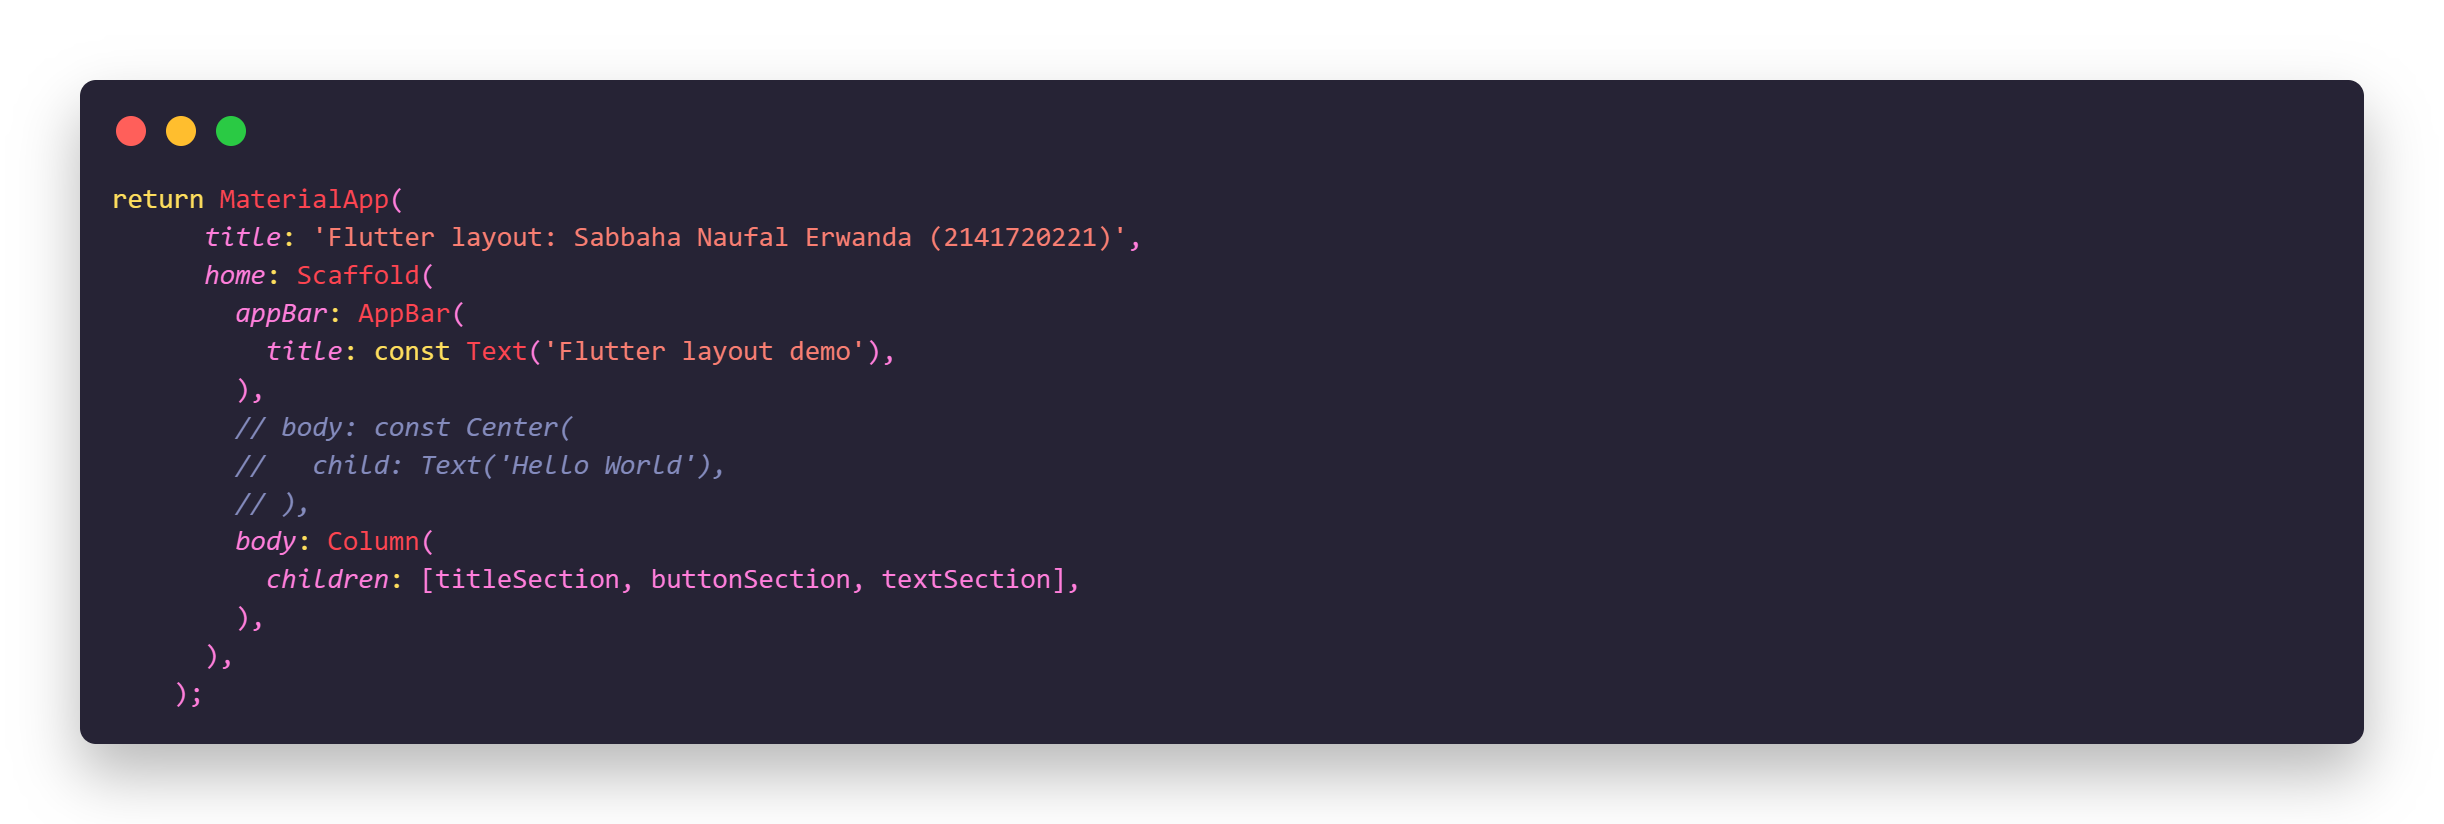 return MaterialApp(
      title: 'Flutter layout: Sabbaha Naufal Erwanda (2141720221)',
      home: Scaffold(
        appBar: AppBar(
          title: const Text('Flutter layout demo'),
        ),
        // body: const Center(
        //   child: Text('Hello World'),
        // ),
        body: Column(
          children: [titleSection, buttonSection, textSection],
        ),
      ),
    );